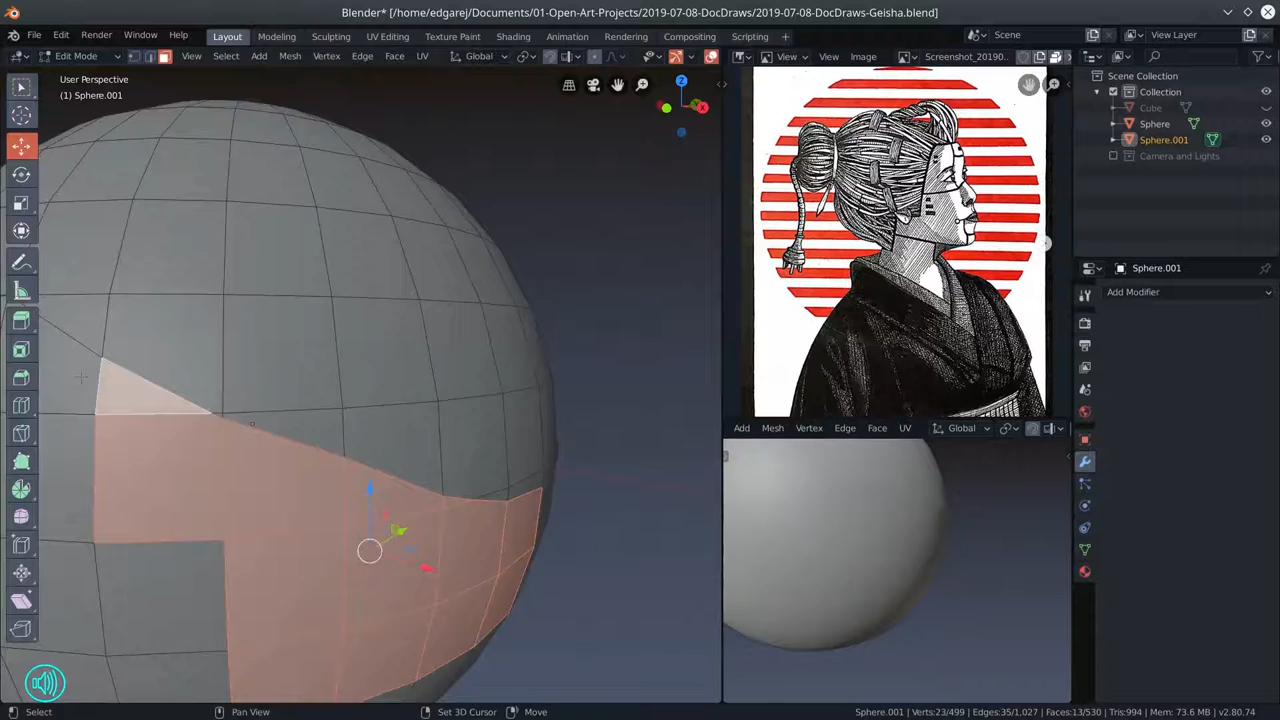 Blender* [/home/edgarej/Documents/01-Open-Art-Projects/2019-07-08-DocDraws/2019-07-08-DocDraws-Geisha.blend]
File Edit Render Window Help Layout Modeling Sculpting UV Editing Texture Paint Shading Animation Rendering Compositing Scripting + Scene View Layer
Edit Mode View Select Add Mesh Vertex Edge Face UV Global View View Image Screenshot_20190..
User Perspective
(1) Sphere.001
Z
X
Scene Collection
Collection
Cube
Sphere
Sphere.001
Camera and Lights
Sphere.001
Add Modifier
Add Mesh Vertex Edge Face UV Global
Select Pan View Set 3D Cursor Move Sphere.001 | Verts:23/499 | Edges:35/1,027 | Faces:13/530 | Tris:994 | Mem: 73.6 MB | v2.80.74